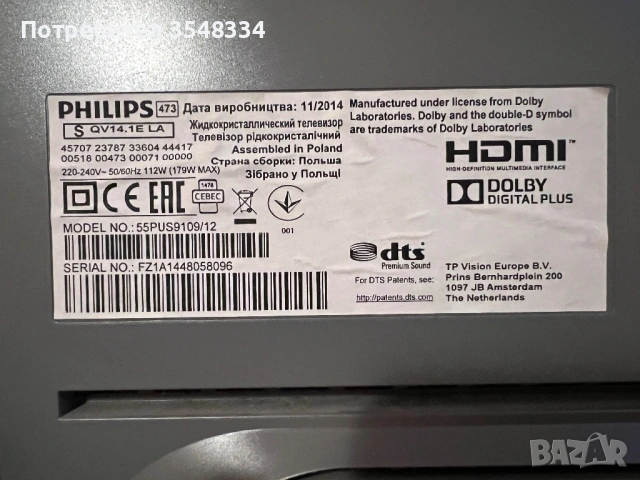 Потребител 3548334
PHILIPS 473 Дата виробництва: 11/2014
S QV14.1E LA
Жидкокристаллический телевизор
Телевізор рідкокристалічний
45707 23787 33604 44417
00518 00473 00071 00000
Assembled in Poland
Страна сборки: Польша
Зібрано у Польщі
220-240V~ 50/60Hz 112W (179W MAX)
CE
EAC
1478
СЕВЕС
001
MODEL NO.: 55PUS9109/12
SERIAL NO.: FZ1A1448058096
Manufactured under license from Dolby
Laboratories. Dolby and the double-D symbol
are trademarks of Dolby Laboratories
HDMI
HIGH-DEFINITION MULTIMEDIA INTERFACE
DOLBY
DIGITAL PLUS
dts
Premium Sound
For DTS Patents, see:
http://patents.dts.com
TP Vision Europe B.V.
Prins Bernhardplein 200
1097 JB Amsterdam
The Netherlands
BAZAR